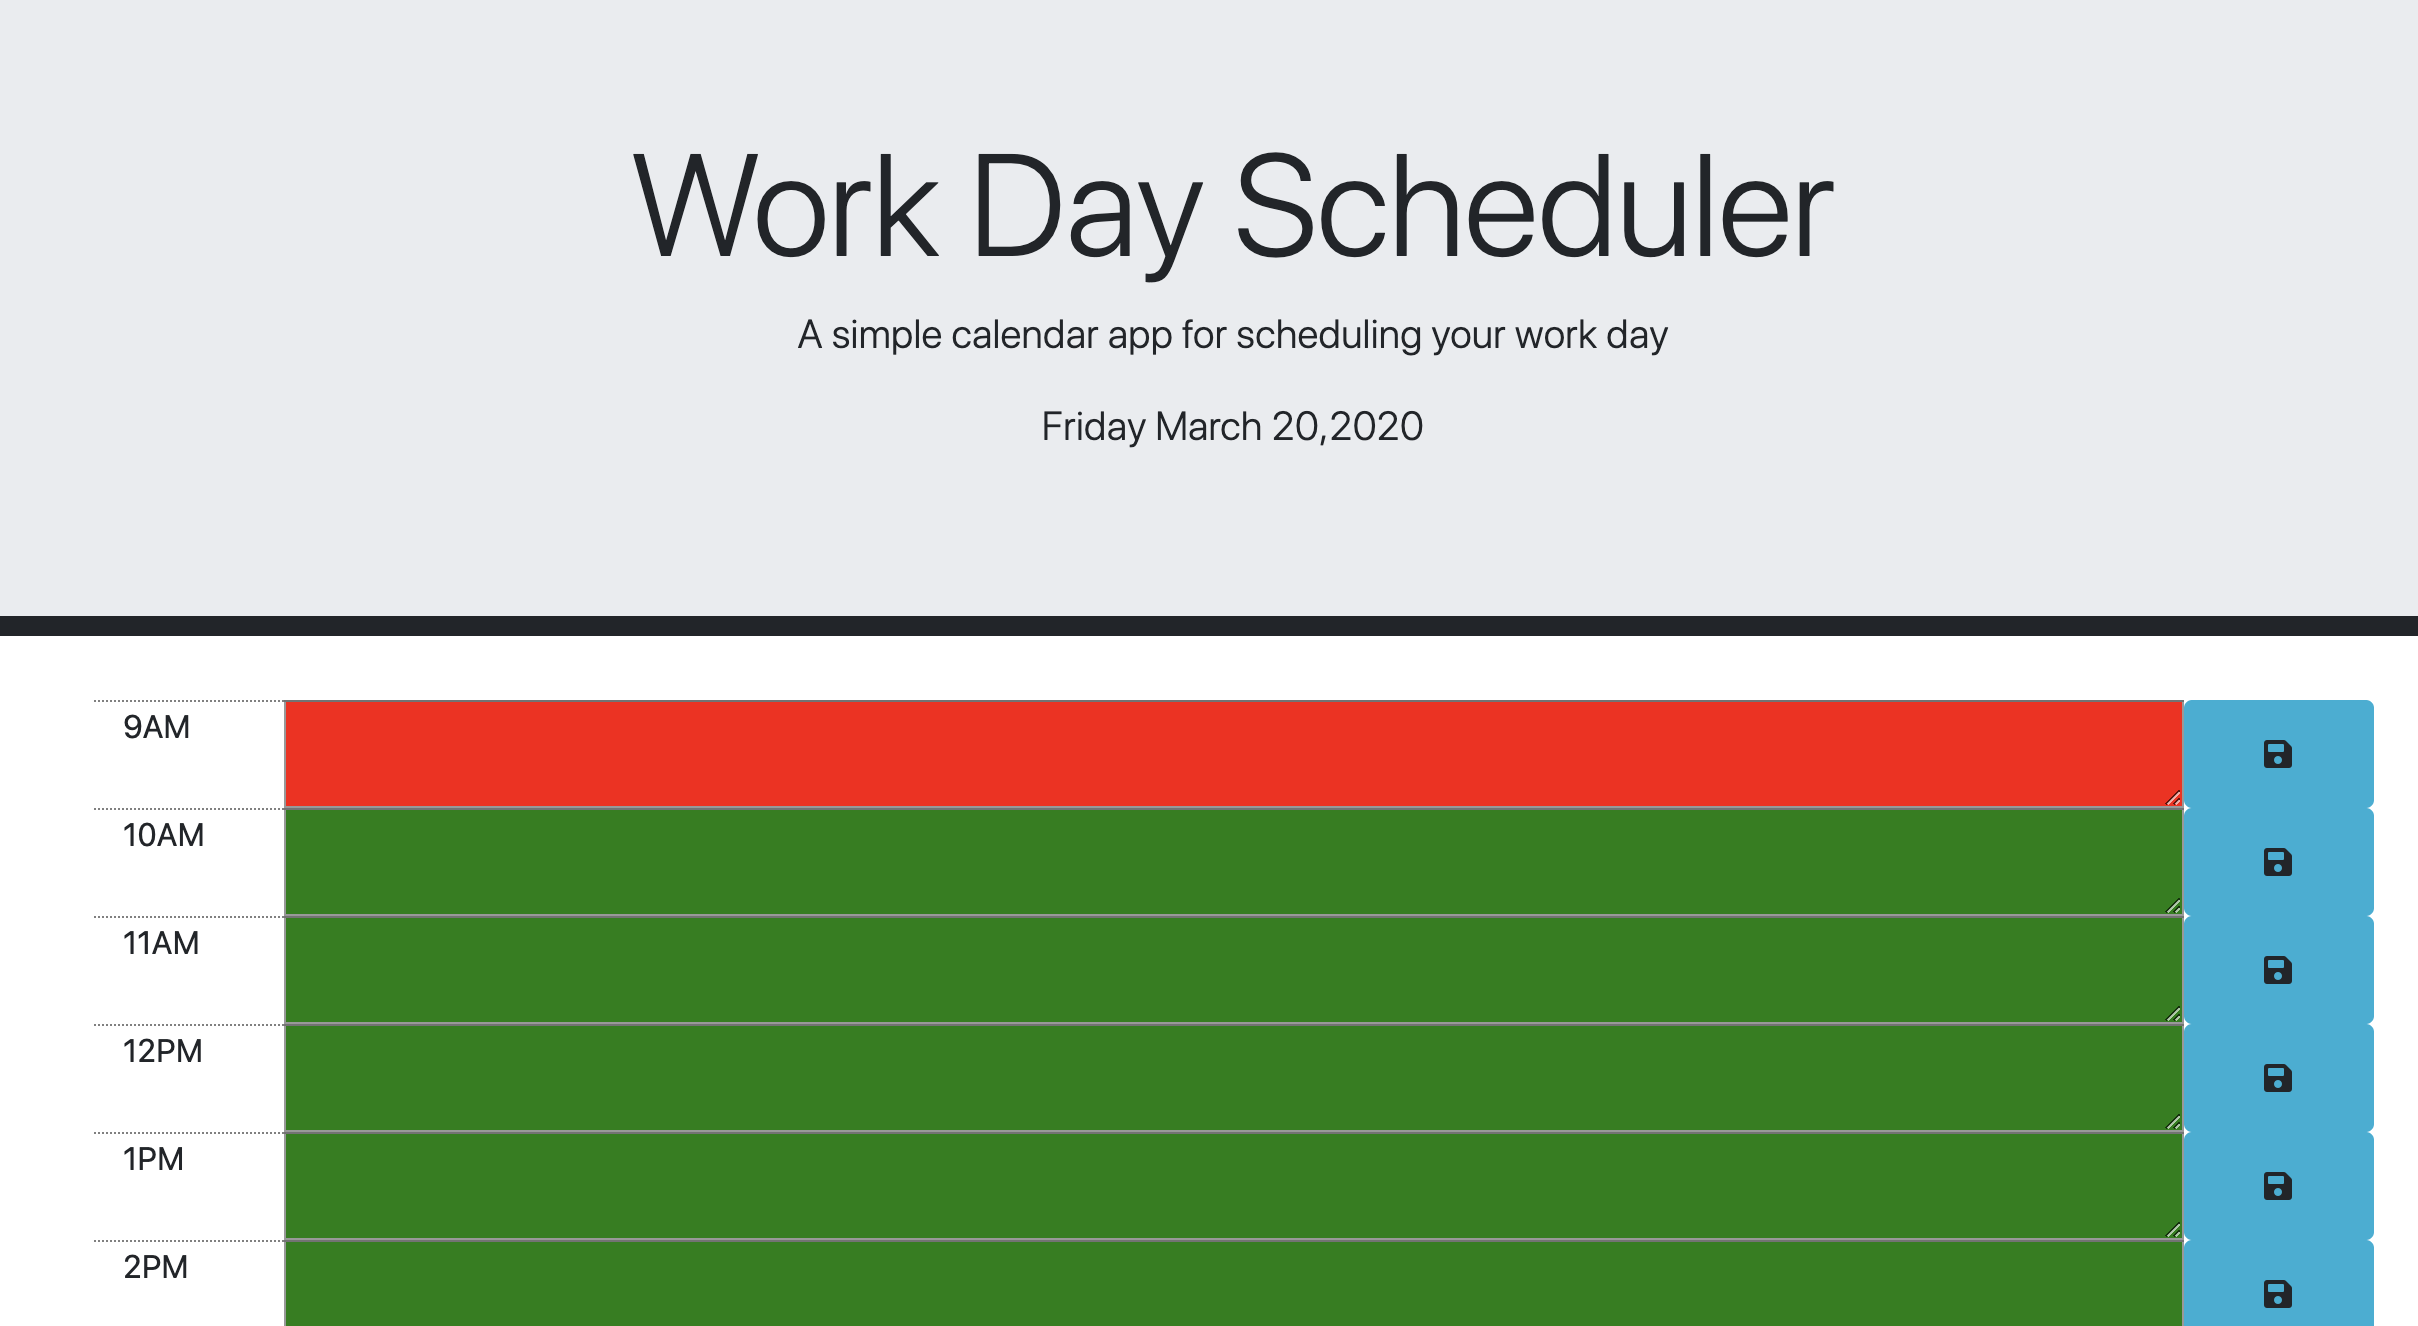 Work Day Scheduler
A simple calendar app for scheduling your work day
Friday March 20,2020
9AM
10AM
11AM
12PM
1PM
2PM